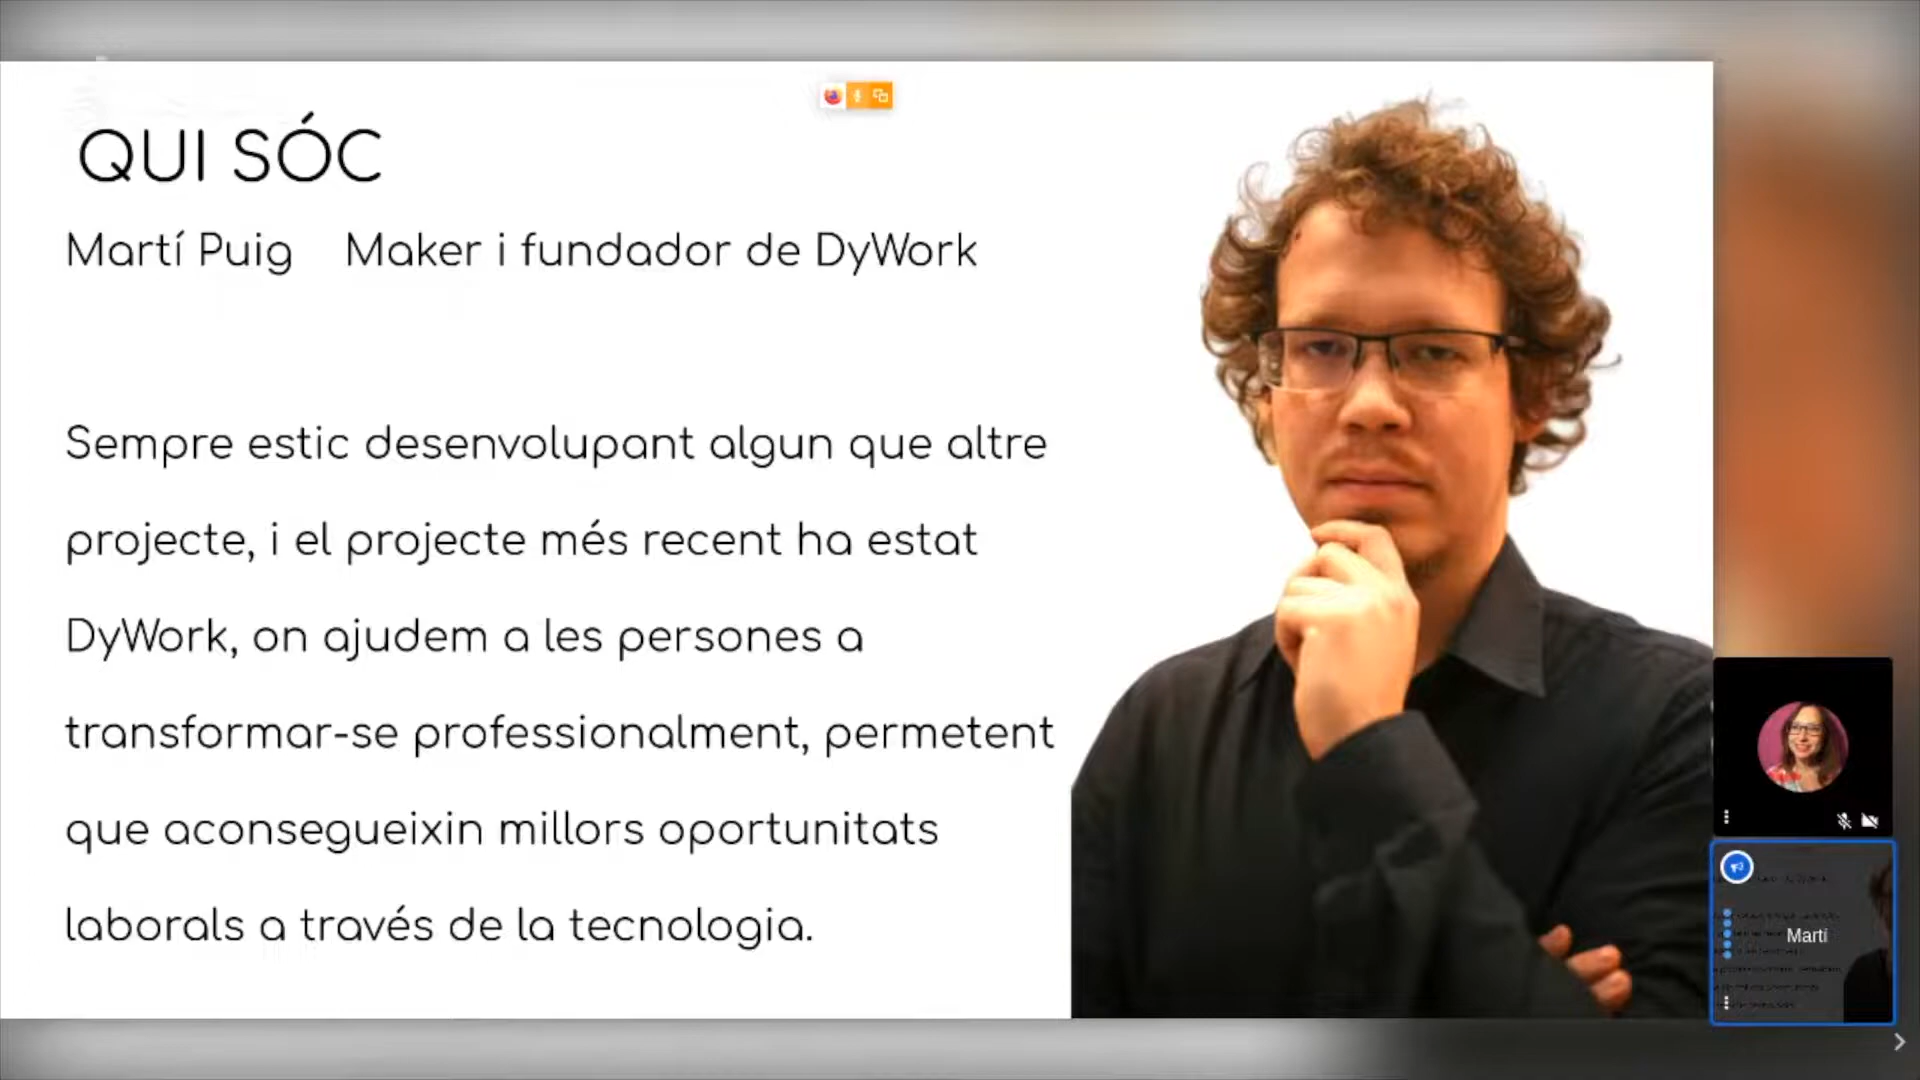 QUI SÓC
Martí Puig Maker i fundador de DyWork
Sempre estic desenvolupant algun que altre
projecte, i el projecte més recent ha estat
DyWork, on ajudem a les persones a
transformar-se professionalment, permetent
que aconsegueixin millors oportunitats
laborals a través de la tecnologia.
Martí